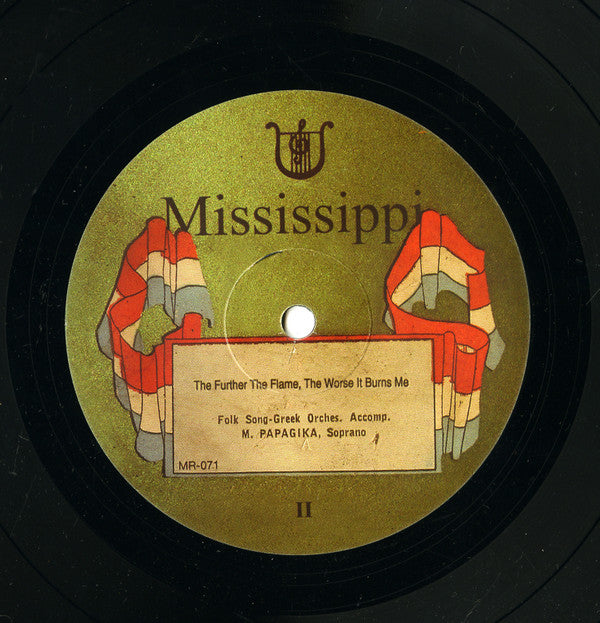 Mississippi
The Further The Flame, The Worse It Burns Me
Folk Song-Greek Orches. Accomp.
M. PAPAGIKA, Soprano
MR-071
II